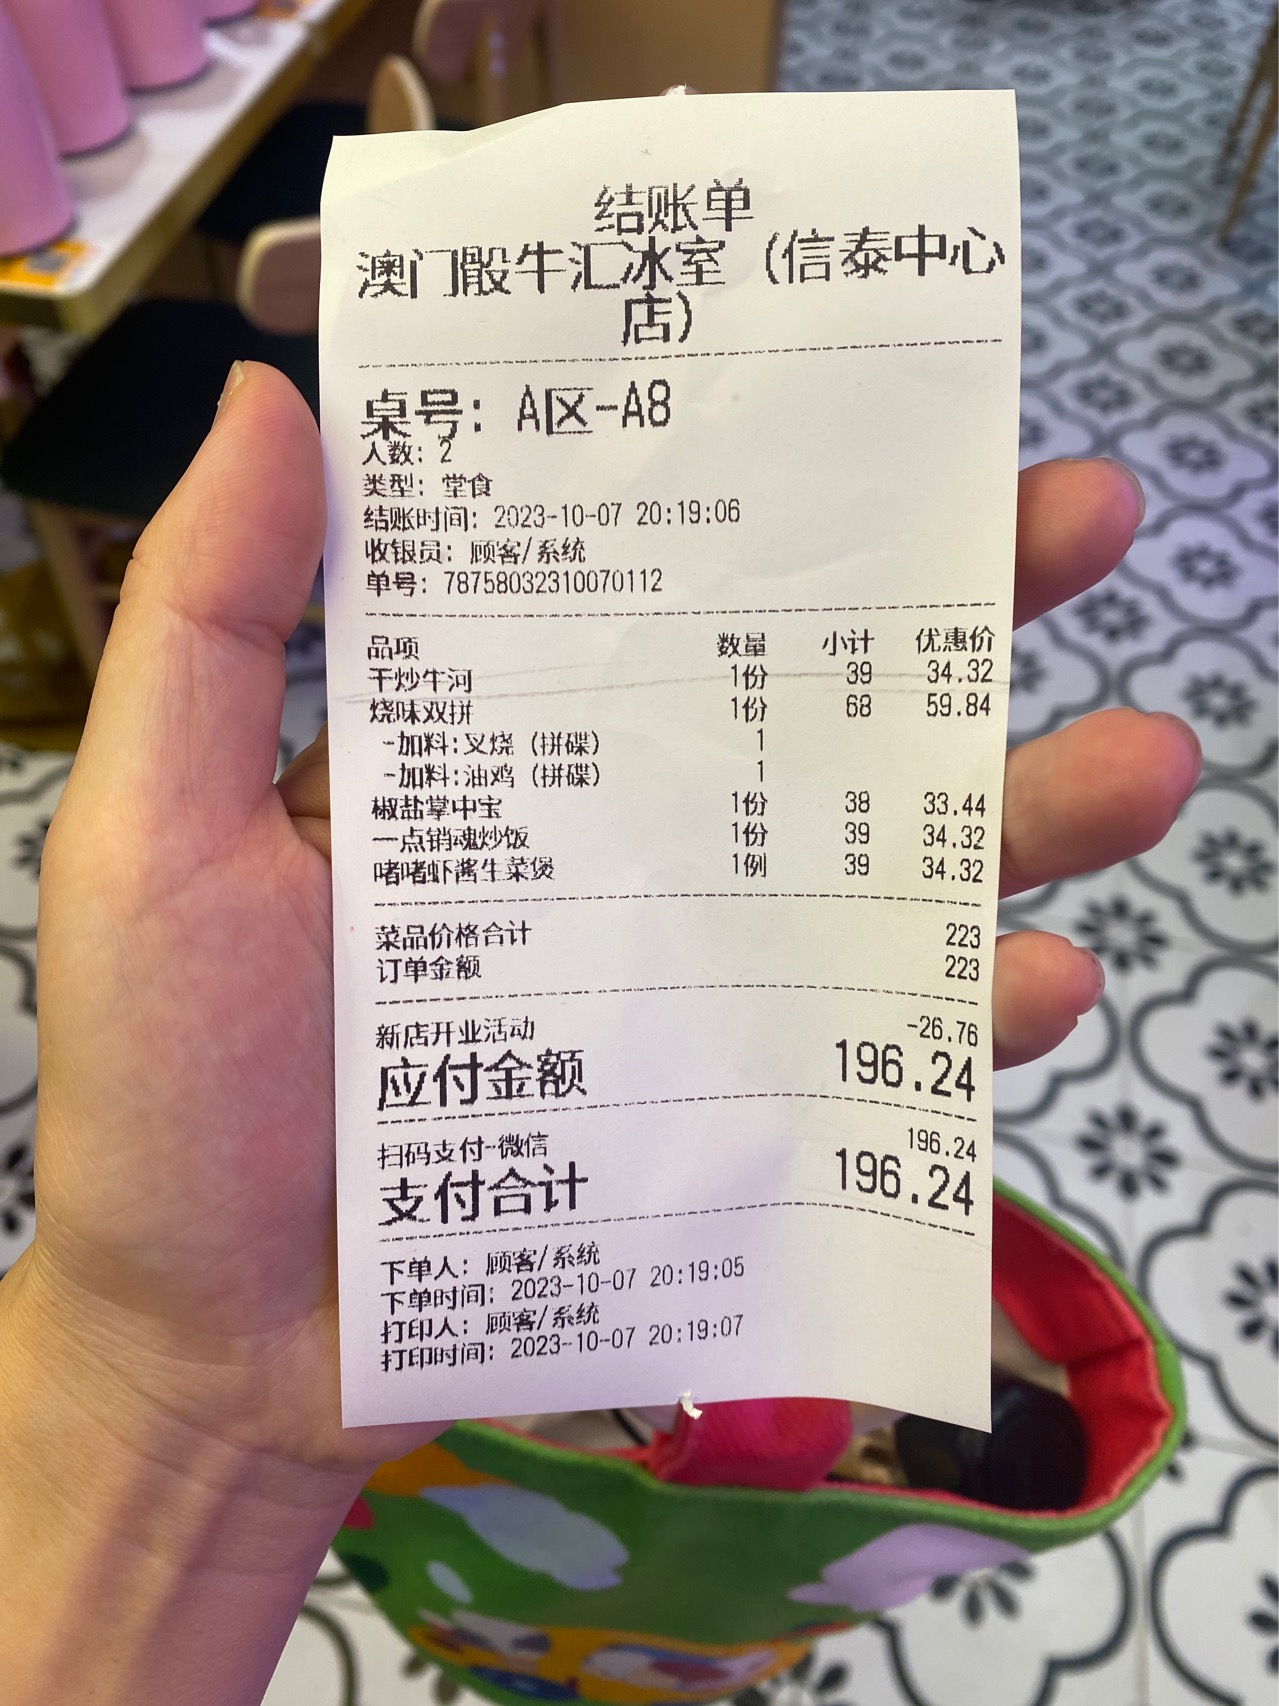 结账单
澳门骰牛汇冰室（信泰中心
店）
桌号：A区-A8
人数：2
类型：堂食
结账时间：2023-10-07 20:19:06
收银员：顾客/系统
单号：78758032310070112
品项 数量 小计 优惠价
干炒牛河 1份 39 34.32
烧味双拼 1份 68 59.84
-加料:叉烧（拼碟） 1
-加料:油鸡（拼碟） 1
椒盐掌中宝 1份 38 33.44
一点销魂炒饭 1份 39 34.32
啫啫虾酱生菜煲 1例 39 34.32
菜品价格合计 223
订单金额 223
新店开业活动 -26.76
应付金额 196.24
扫码支付-微信 196.24
支付合计 196.24
下单人：顾客/系统
下单时间：2023-10-07 20:19:05
打印人：顾客/系统
打印时间：2023-10-07 20:19:07